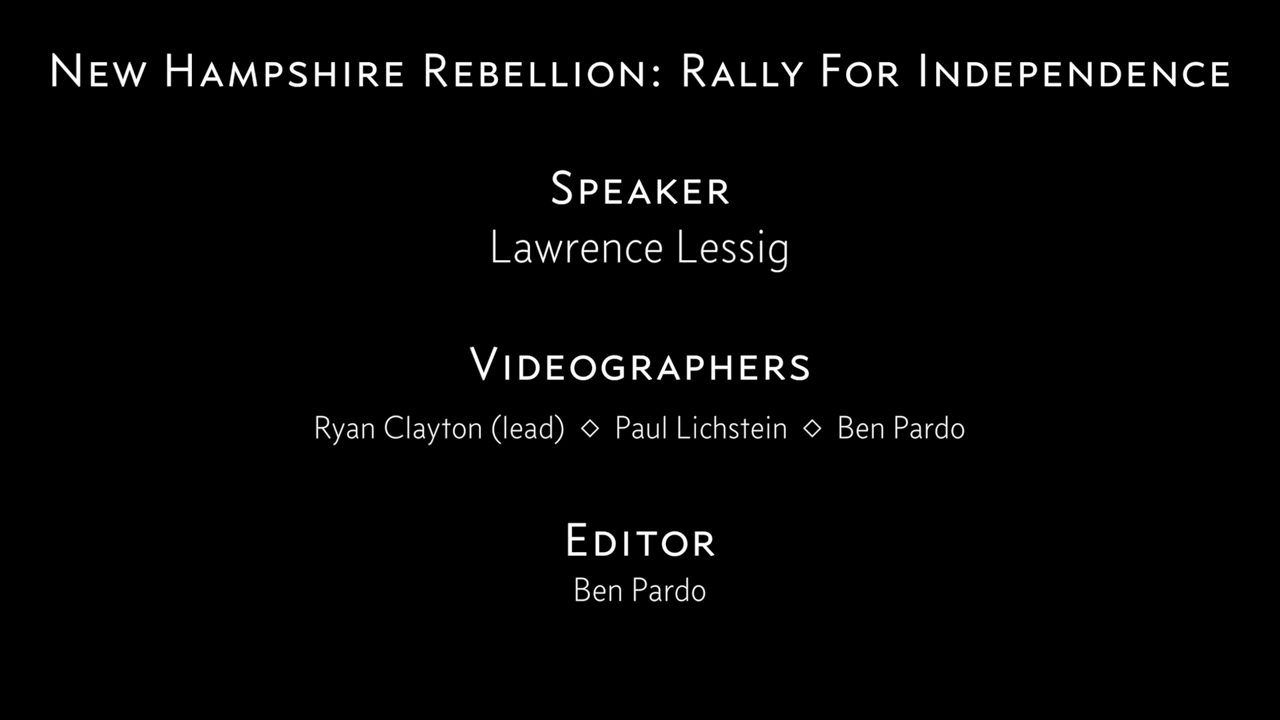 New Hampshire Rebellion: Rally For Independence
Speaker
Lawrence Lessig
Videographers
Ryan Clayton (lead) ◇ Paul Lichstein ◇ Ben Pardo
Editor
Ben Pardo